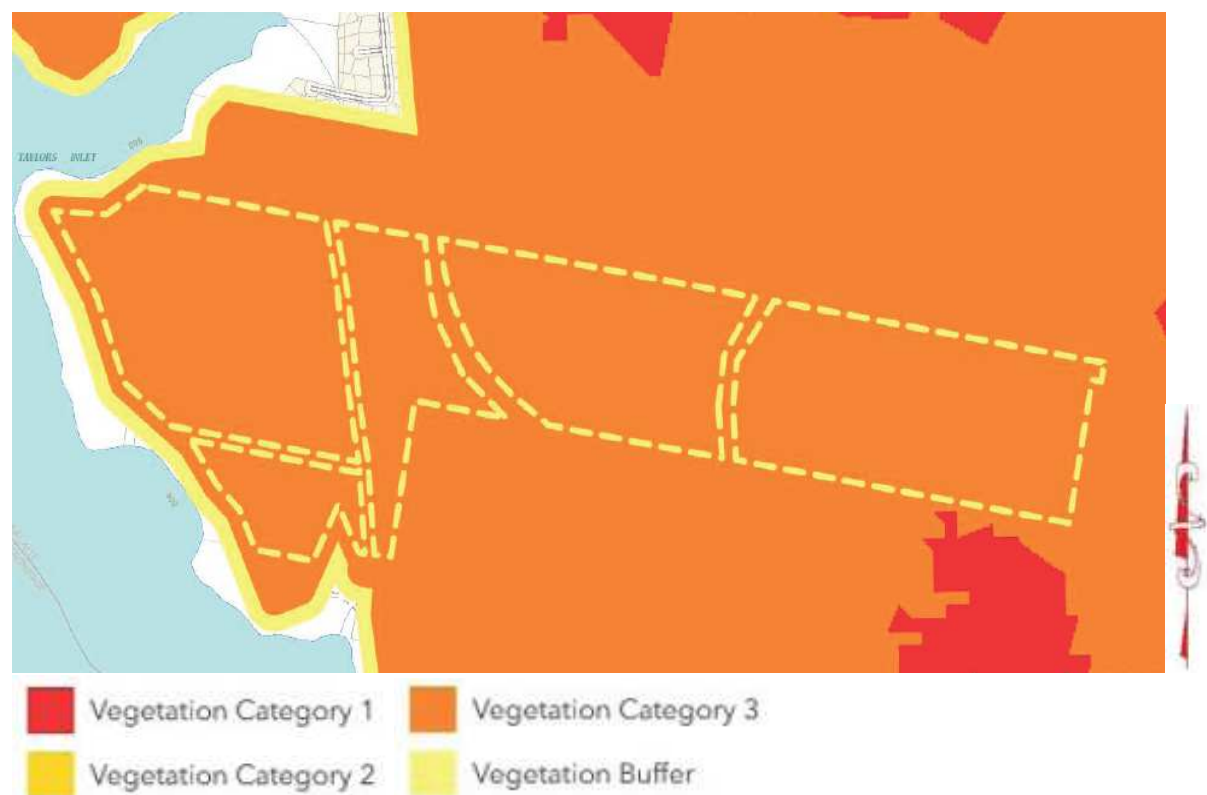 TAYLORS INLET
Vegetation Category 1
Vegetation Category 3
Vegetation Category 2
Vegetation Buffer